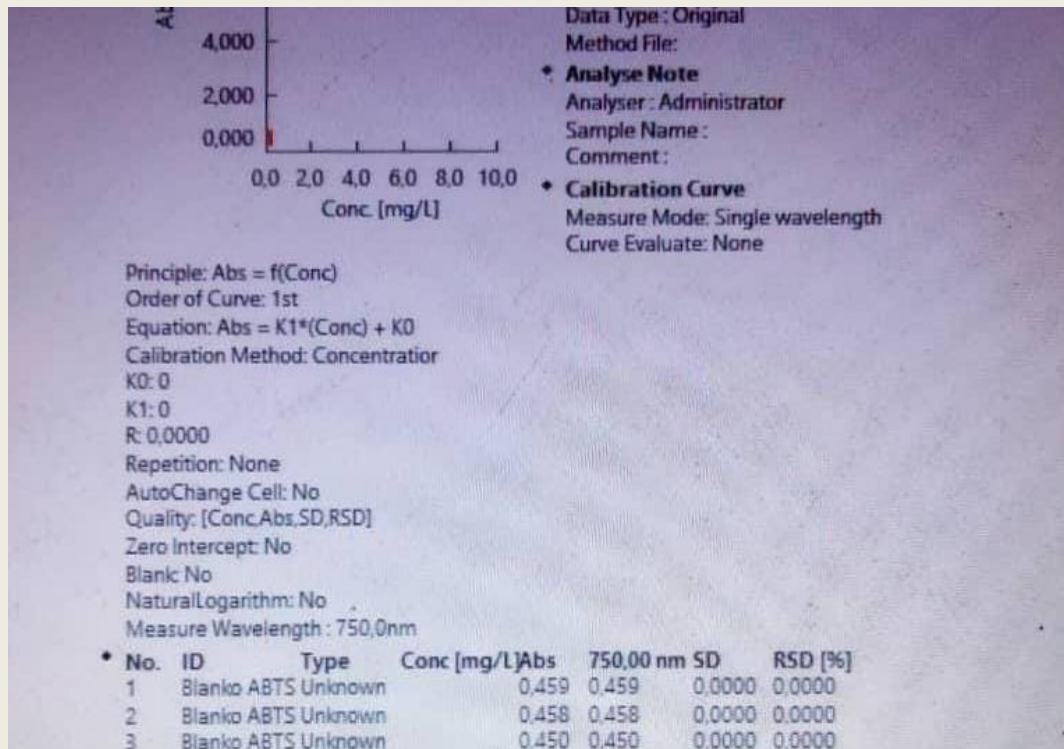 Ab
4,000
2,000
0,000
0,0 2,0 4,0 6,0 8,0 10,0
Conc. [mg/L]
Data Type : Original
Method File:
* Analyse Note
Analyser : Administrator
Sample Name :
Comment :
* Calibration Curve
Measure Mode: Single wavelength
Curve Evaluate: None
Principle: Abs = f(Conc)
Order of Curve: 1st
Equation: Abs = K1*(Conc) + K0
Calibration Method: Concentratior
K0: 0
K1: 0
R: 0,0000
Repetition: None
AutoChange Cell: No
Quality: [Conc,Abs,SD,RSD]
Zero Intercept: No
Blank: No
NaturalLogarithm: No
Measure Wavelength : 750,0nm
* No. ID Type Conc [mg/L]Abs 750,00 nm SD RSD [%]
1 Blanko ABTS Unknown 0,459 0,459 0,0000 0,0000
2 Blanko ABTS Unknown 0,458 0,458 0,0000 0,0000
3 Blanko ABTS Unknown 0,450 0,450 0,0000 0,0000